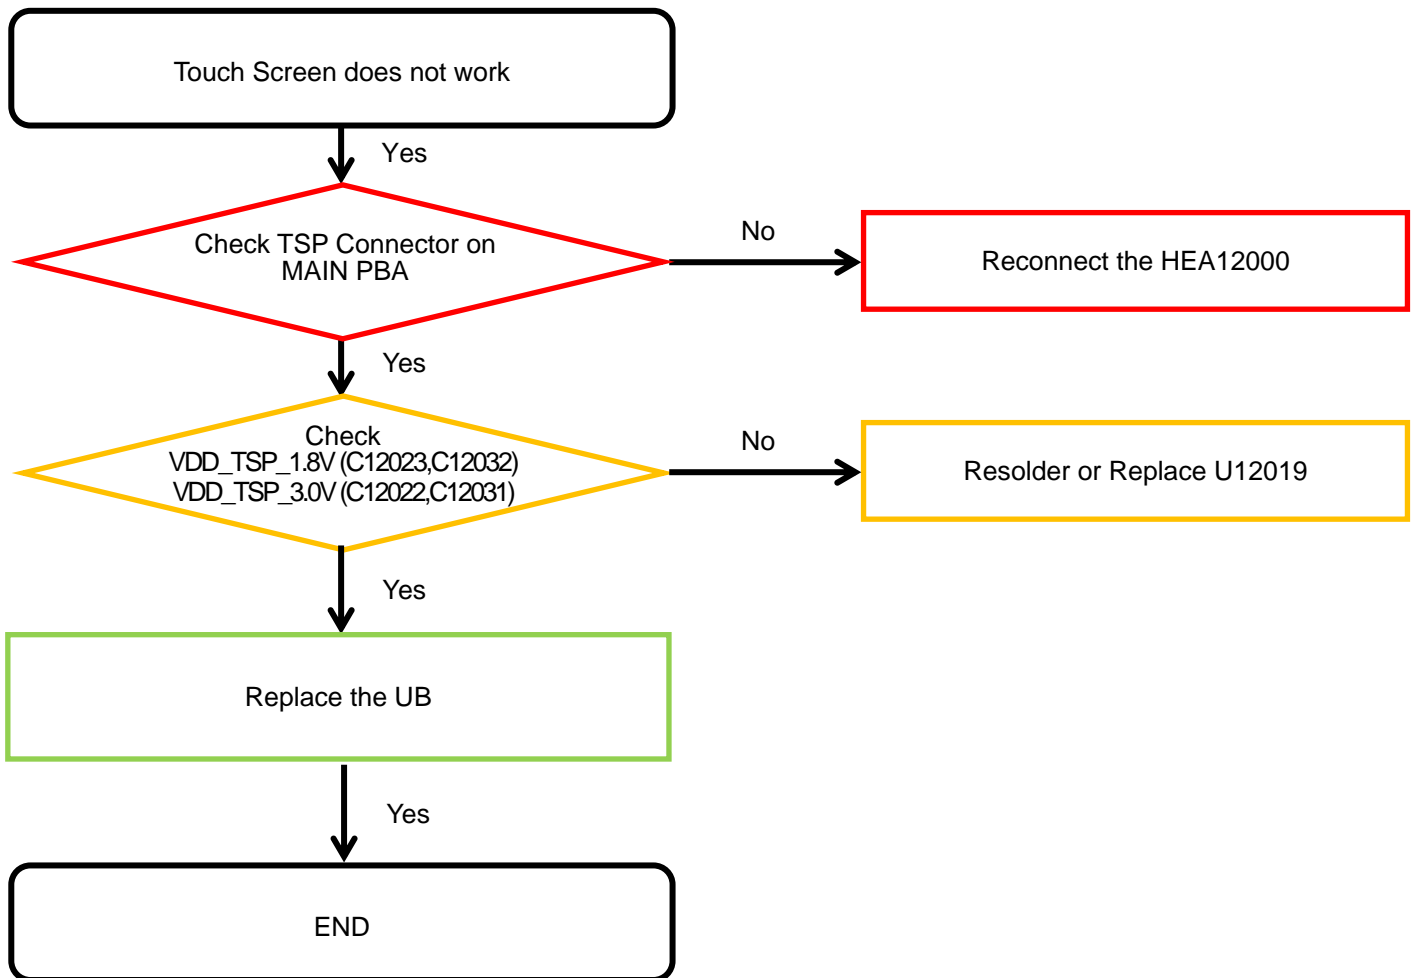 Touch Screen does not work
Yes
Check TSP Connector on
MAIN PBA
No
Reconnect the HEA12000
Yes
Check
VDD_TSP_1.8V (C12023,C12032)
VDD_TSP_3.0V (C12022,C12031)
No
Resolder or Replace U12019
Yes
Replace the UB
Yes
END